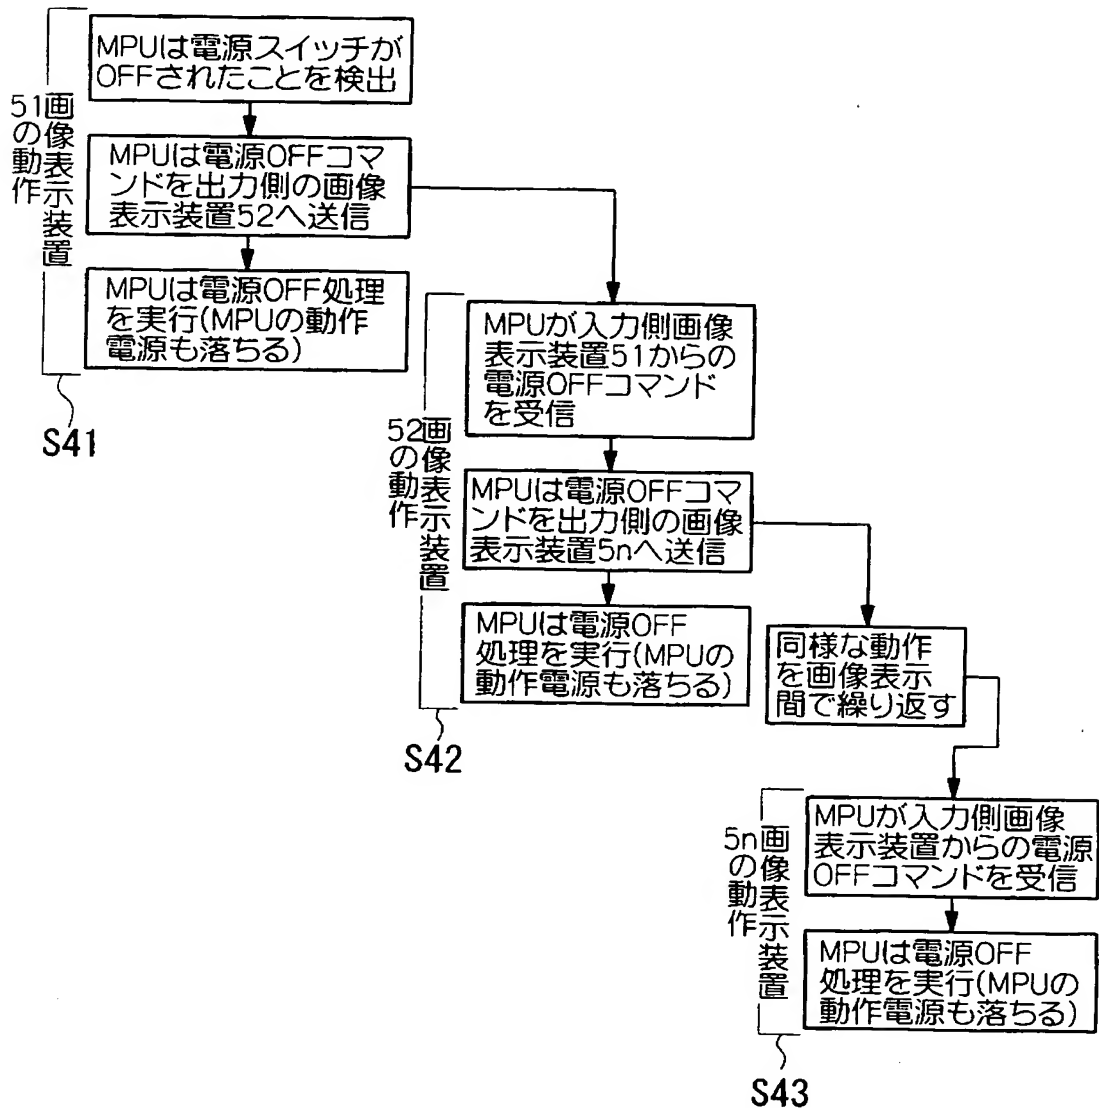 MPUは電源スイッチが
OFFされたことを検出
画像表示装置
51の動作
MPUは電源OFFコマ
ンドを出力側の画像
表示装置52へ送信
MPUは電源OFF処理
を実行(MPUの動作
電源も落ちる)
S41
MPUが入力側画像
表示装置51からの
電源OFFコマンド
を受信
画像表示装置
52の動作
MPUは電源OFFコマ
ンドを出力側の画像
表示装置5nへ送信
MPUは電源OFF
処理を実行(MPUの
動作電源も落ちる)
S42
同様な動作
を画像表示
間で繰り返す
MPUが入力側画像
表示装置からの電源
OFFコマンドを受信
画像表示装置
5nの動作
MPUは電源OFF
処理を実行(MPUの
動作電源も落ちる)
S43